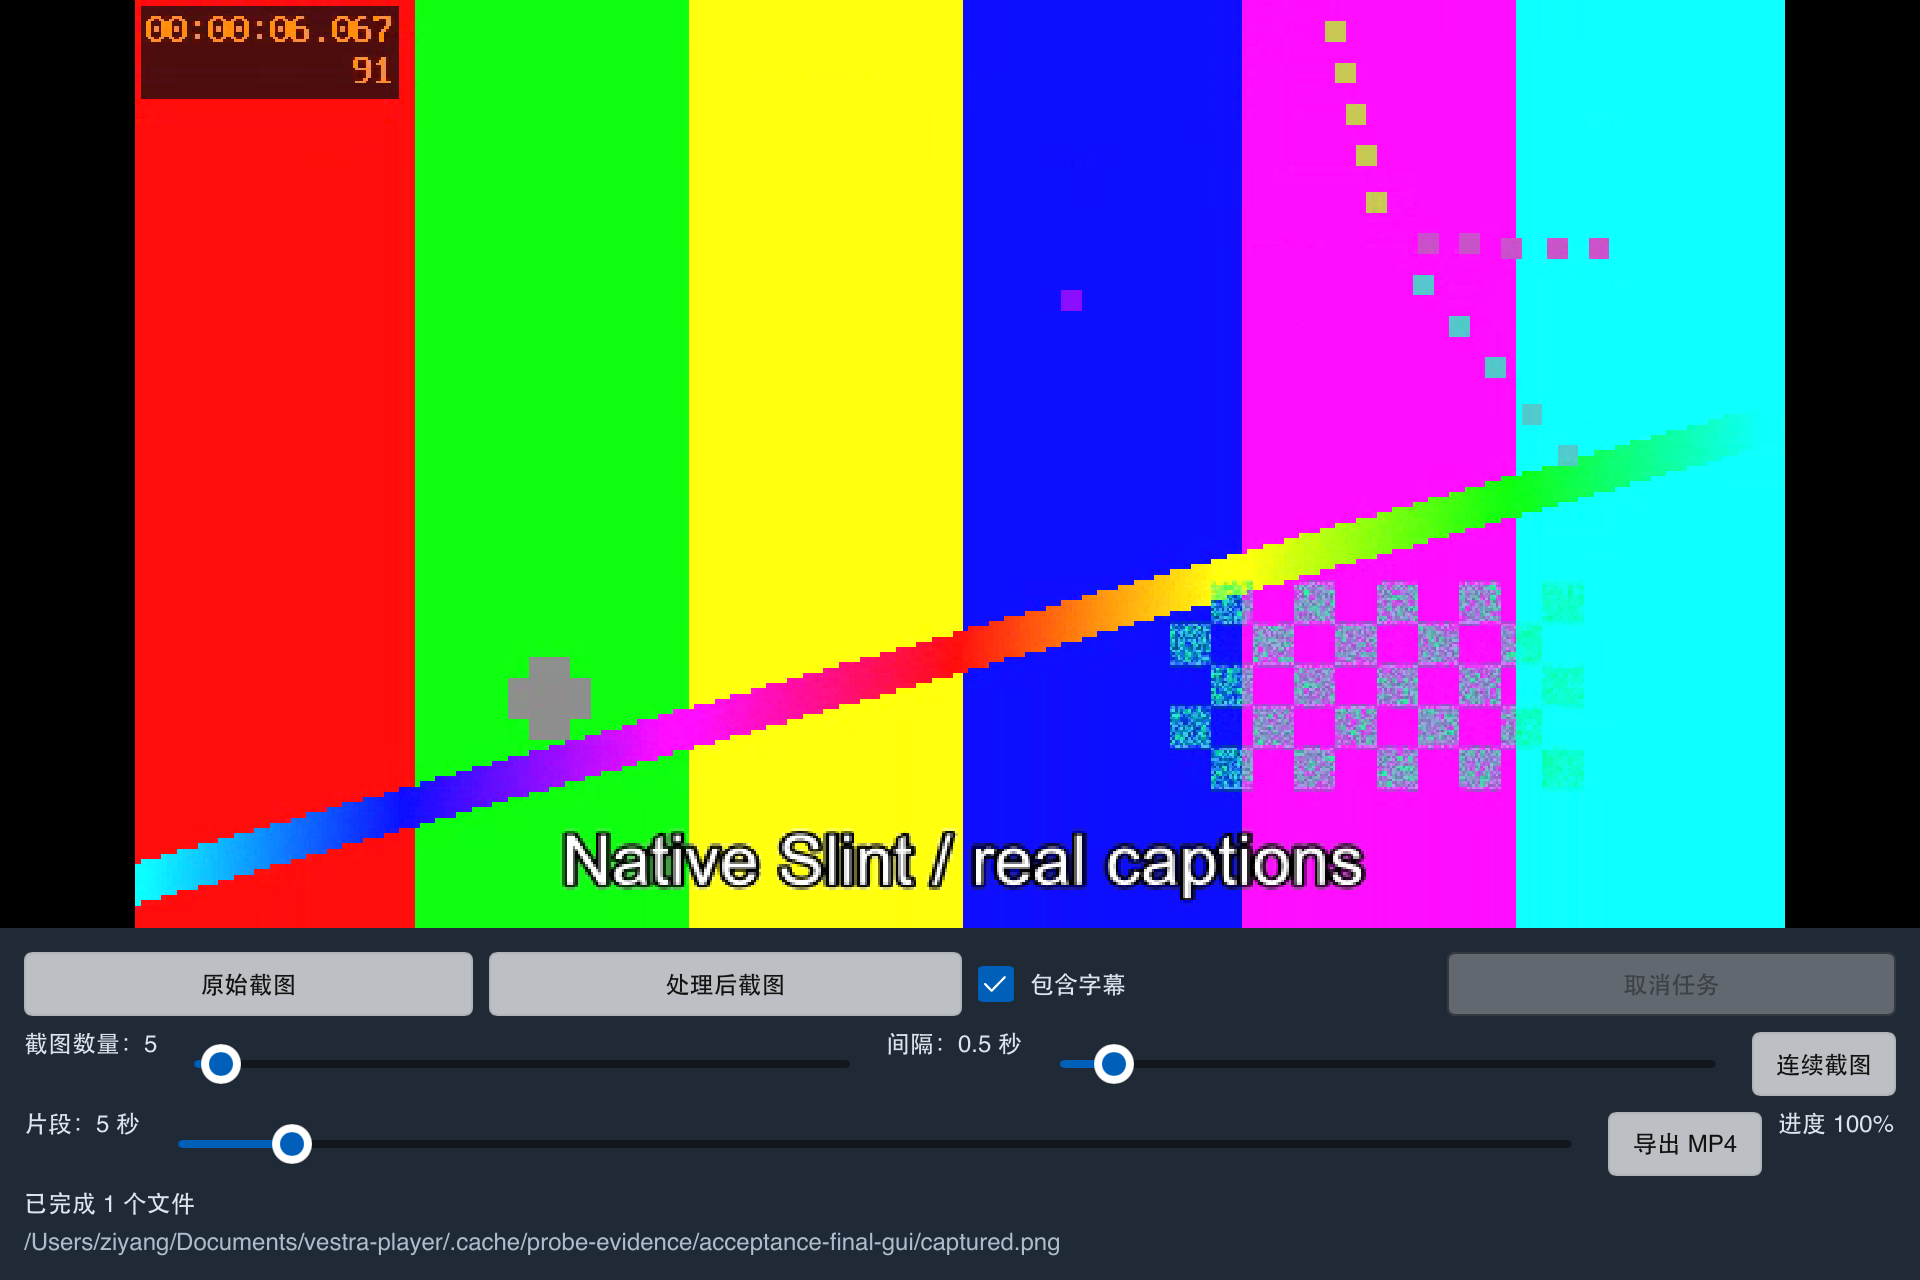 00:00:06.067
91
Native Slint / real captions
原始截图
处理后截图
包含字幕
取消任务
截图数量：5
间隔：0.5 秒
连续截图
片段：5 秒
导出 MP4
进度 100%
已完成 1 个文件
/Users/ziyang/Documents/vestra-player/.cache/probe-evidence/acceptance-final-gui/captured.png